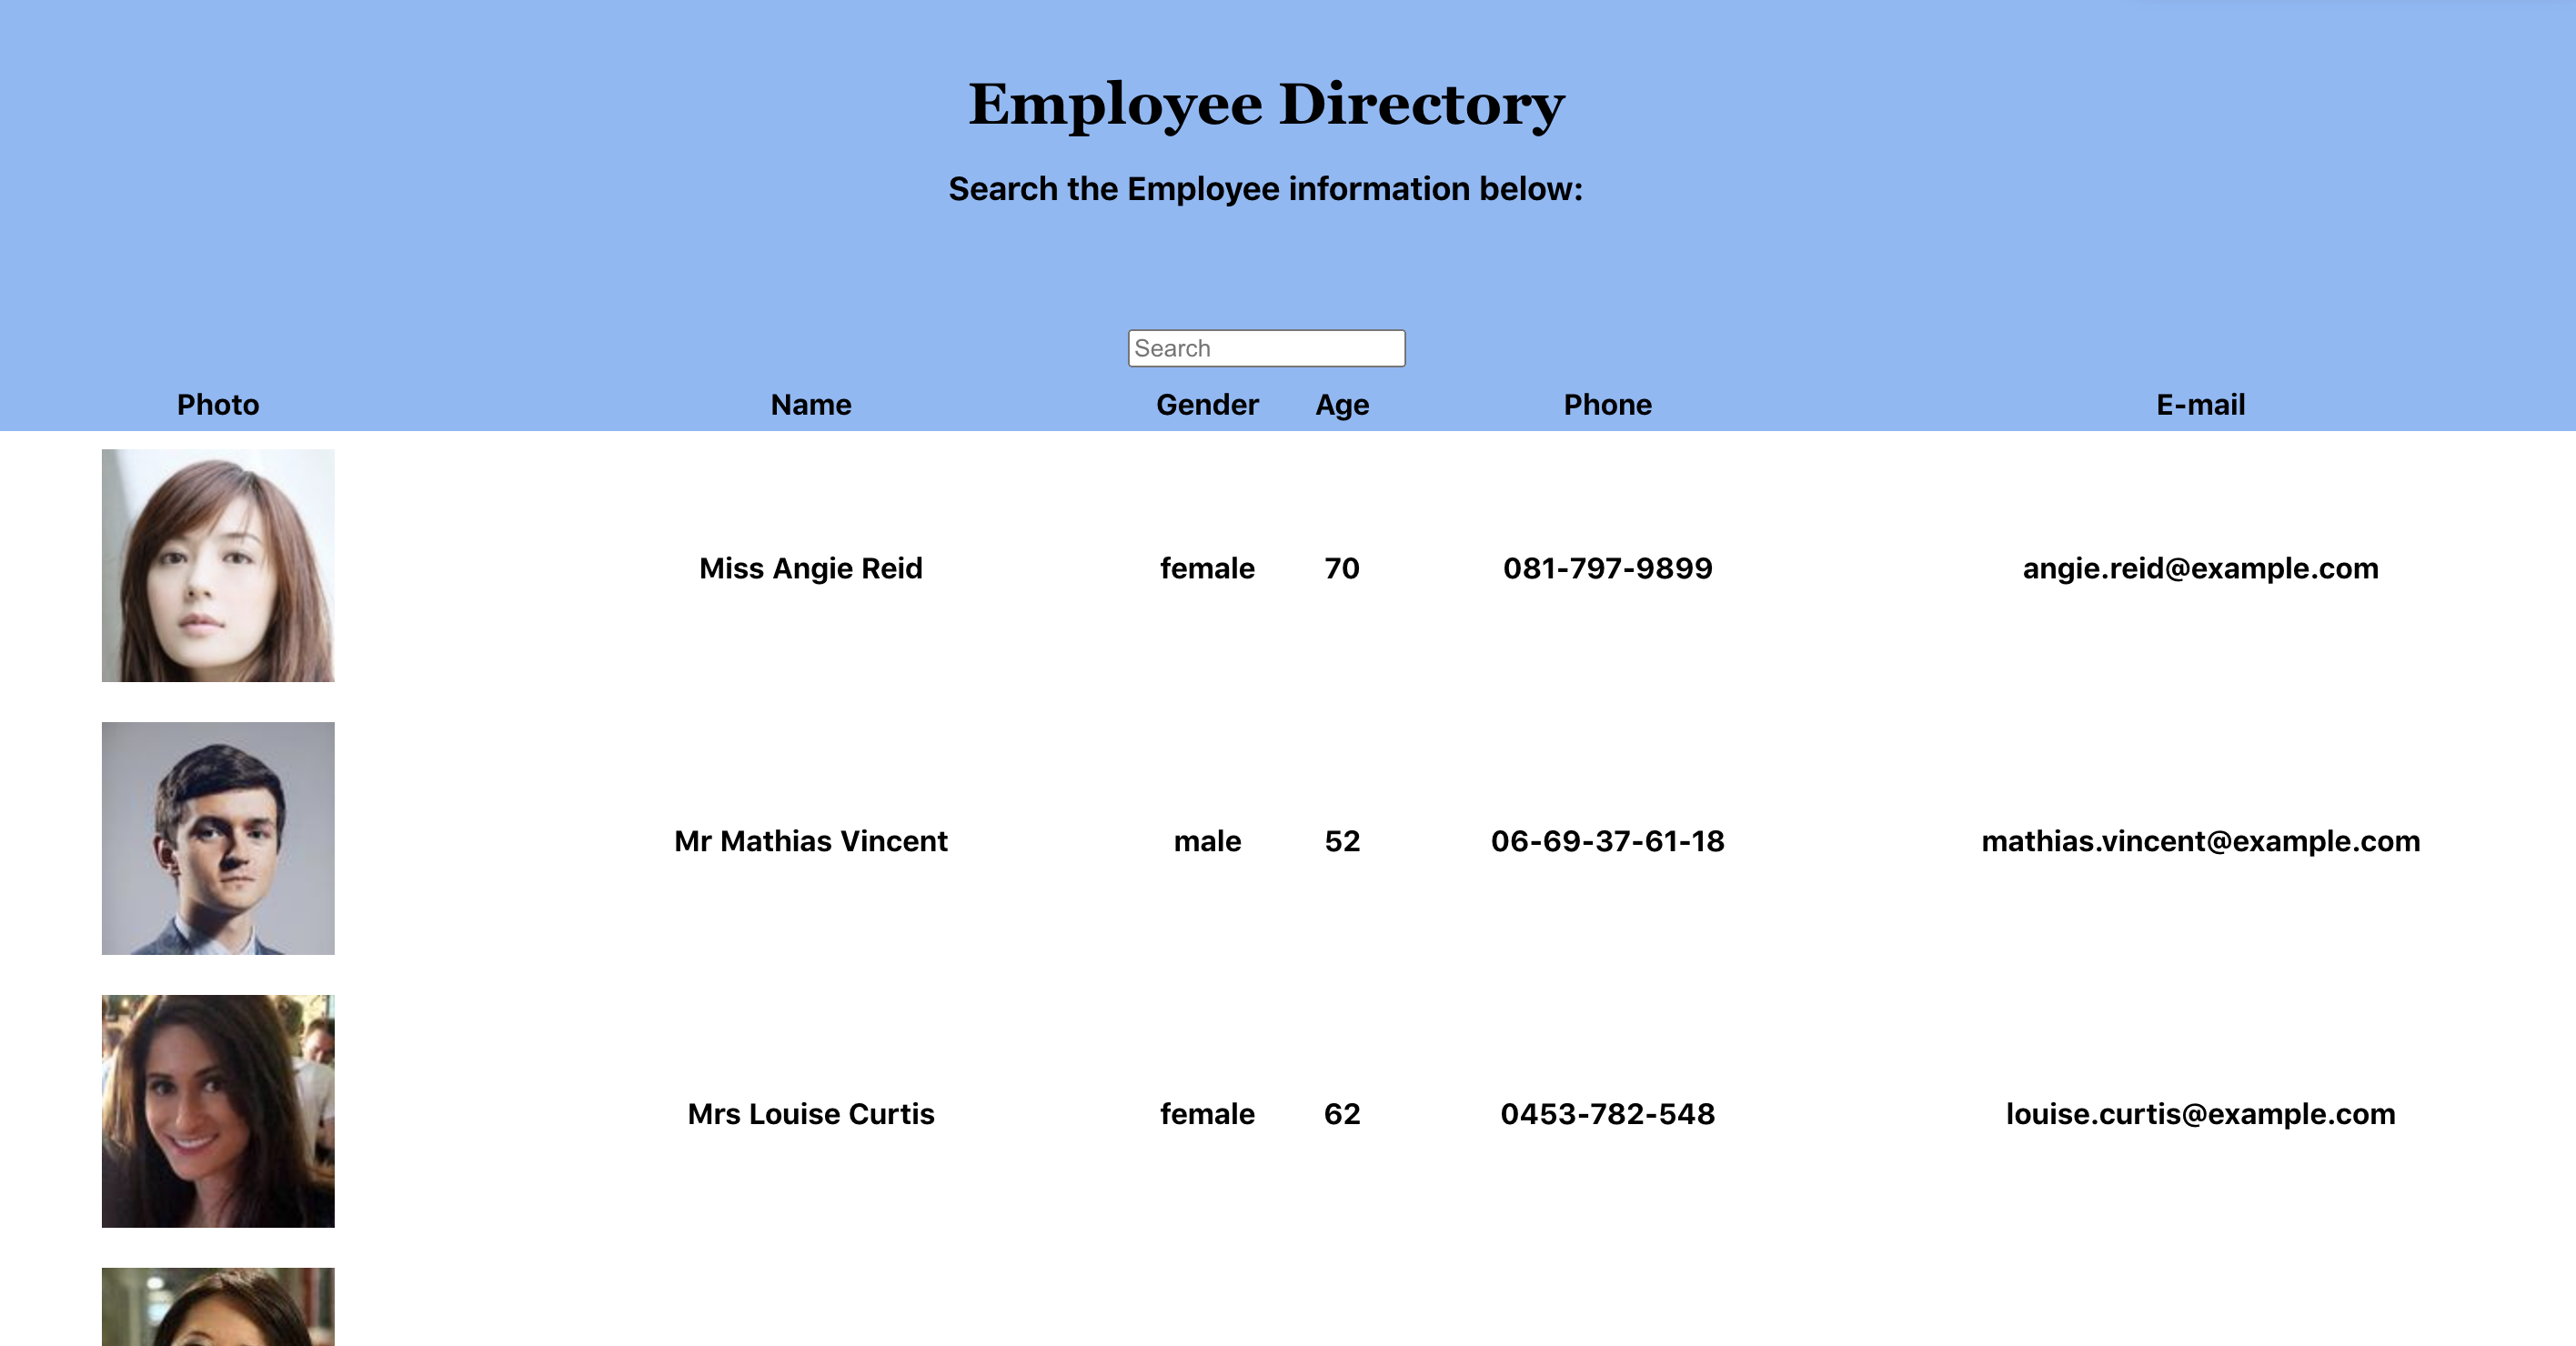 Employee Directory
Search the Employee information below:
Search
Photo Name Gender Age Phone E-mail
Miss Angie Reid female 70 081-797-9899 angie.reid@example.com
Mr Mathias Vincent male 52 06-69-37-61-18 mathias.vincent@example.com
Mrs Louise Curtis female 62 0453-782-548 louise.curtis@example.com